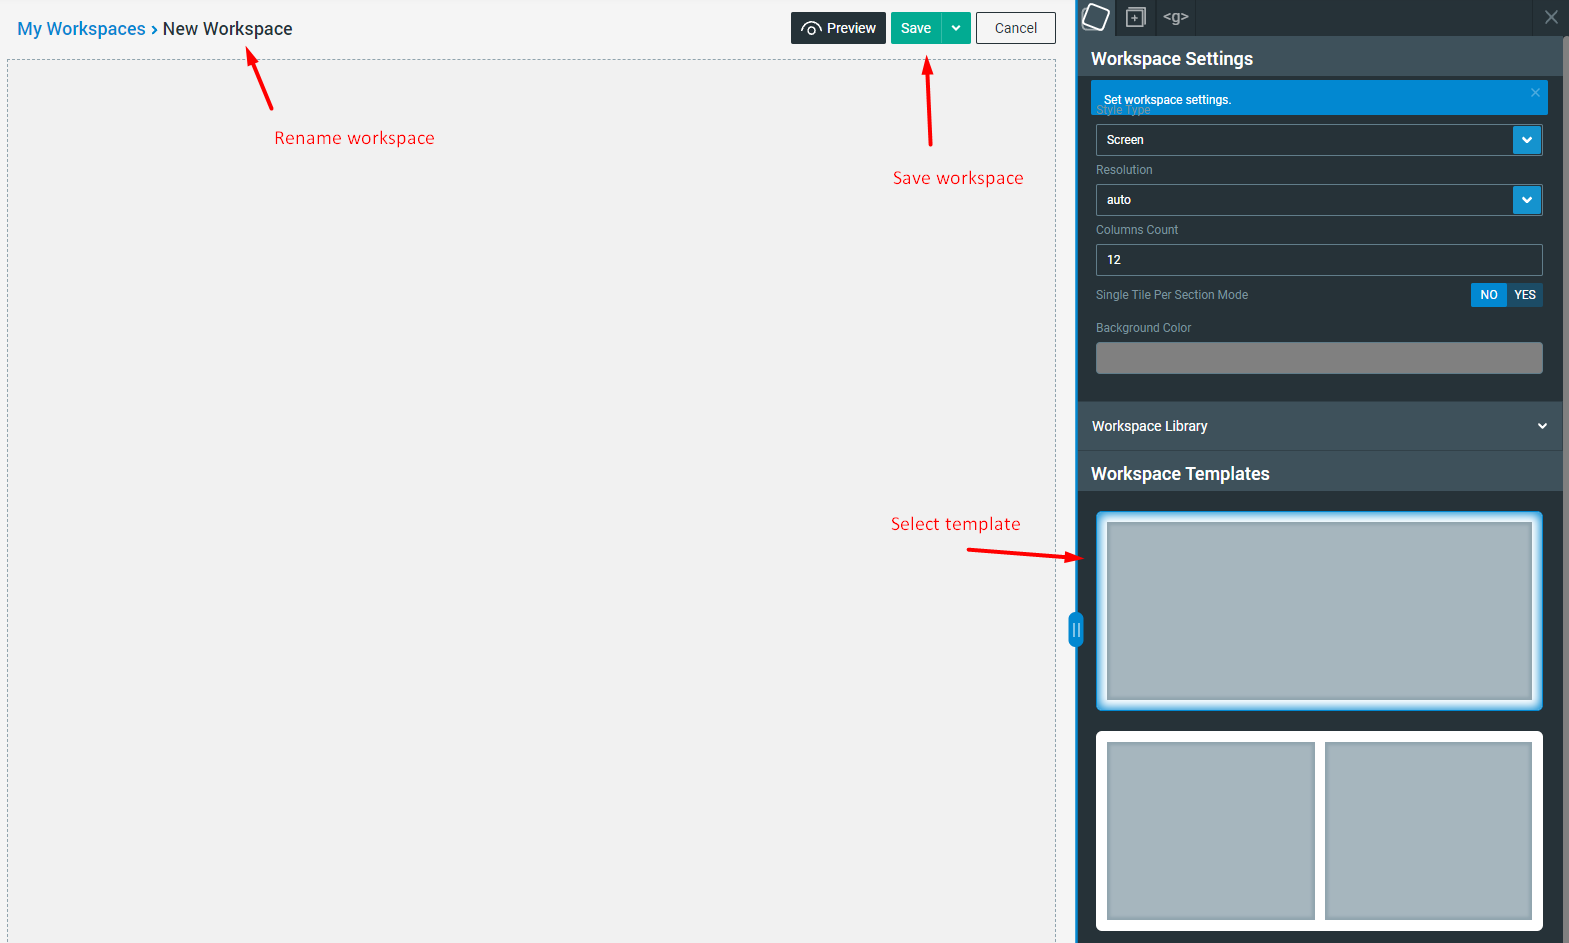 My Workspaces › New Workspace
Preview
Save
Cancel
<g>
Workspace Settings
Set workspace settings.
Style Type
Screen
Rename workspace
Save workspace
Resolution
auto
Columns Count
12
Single Tile Per Section Mode
NO YES
Background Color
Workspace Library
Workspace Templates
Select template